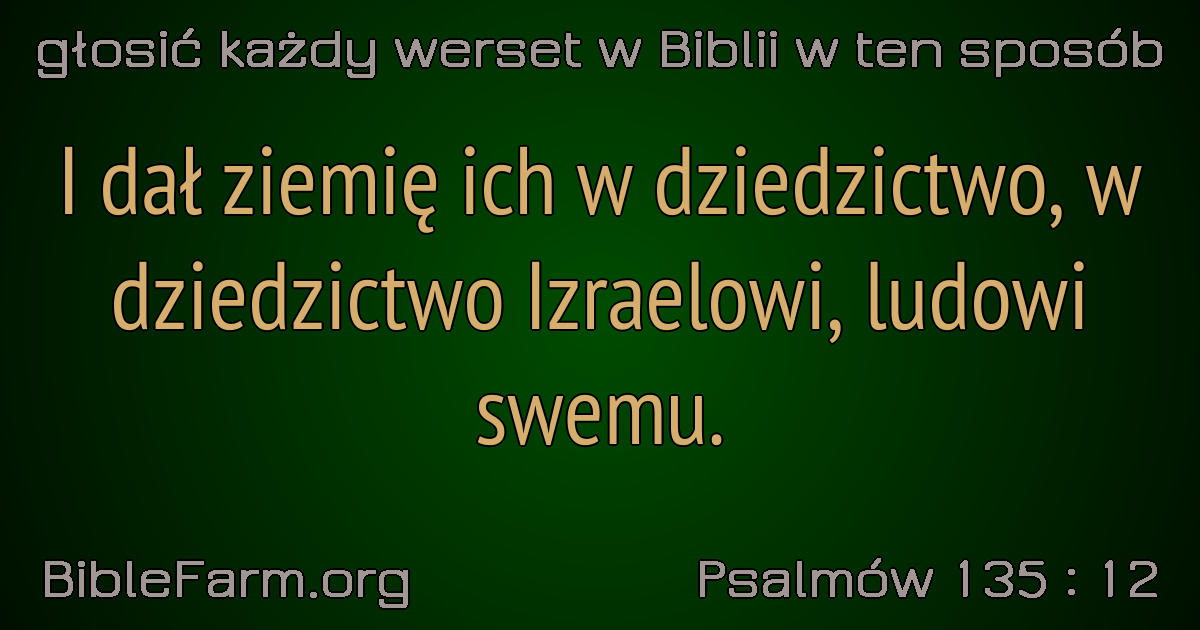 głosić każdy werset w Biblii w ten sposób
I dał ziemię ich w dziedzictwo, w
dziedzictwo Izraelowi, ludowi
swemu.
BibleFarm.org
Psalmów 135 : 12